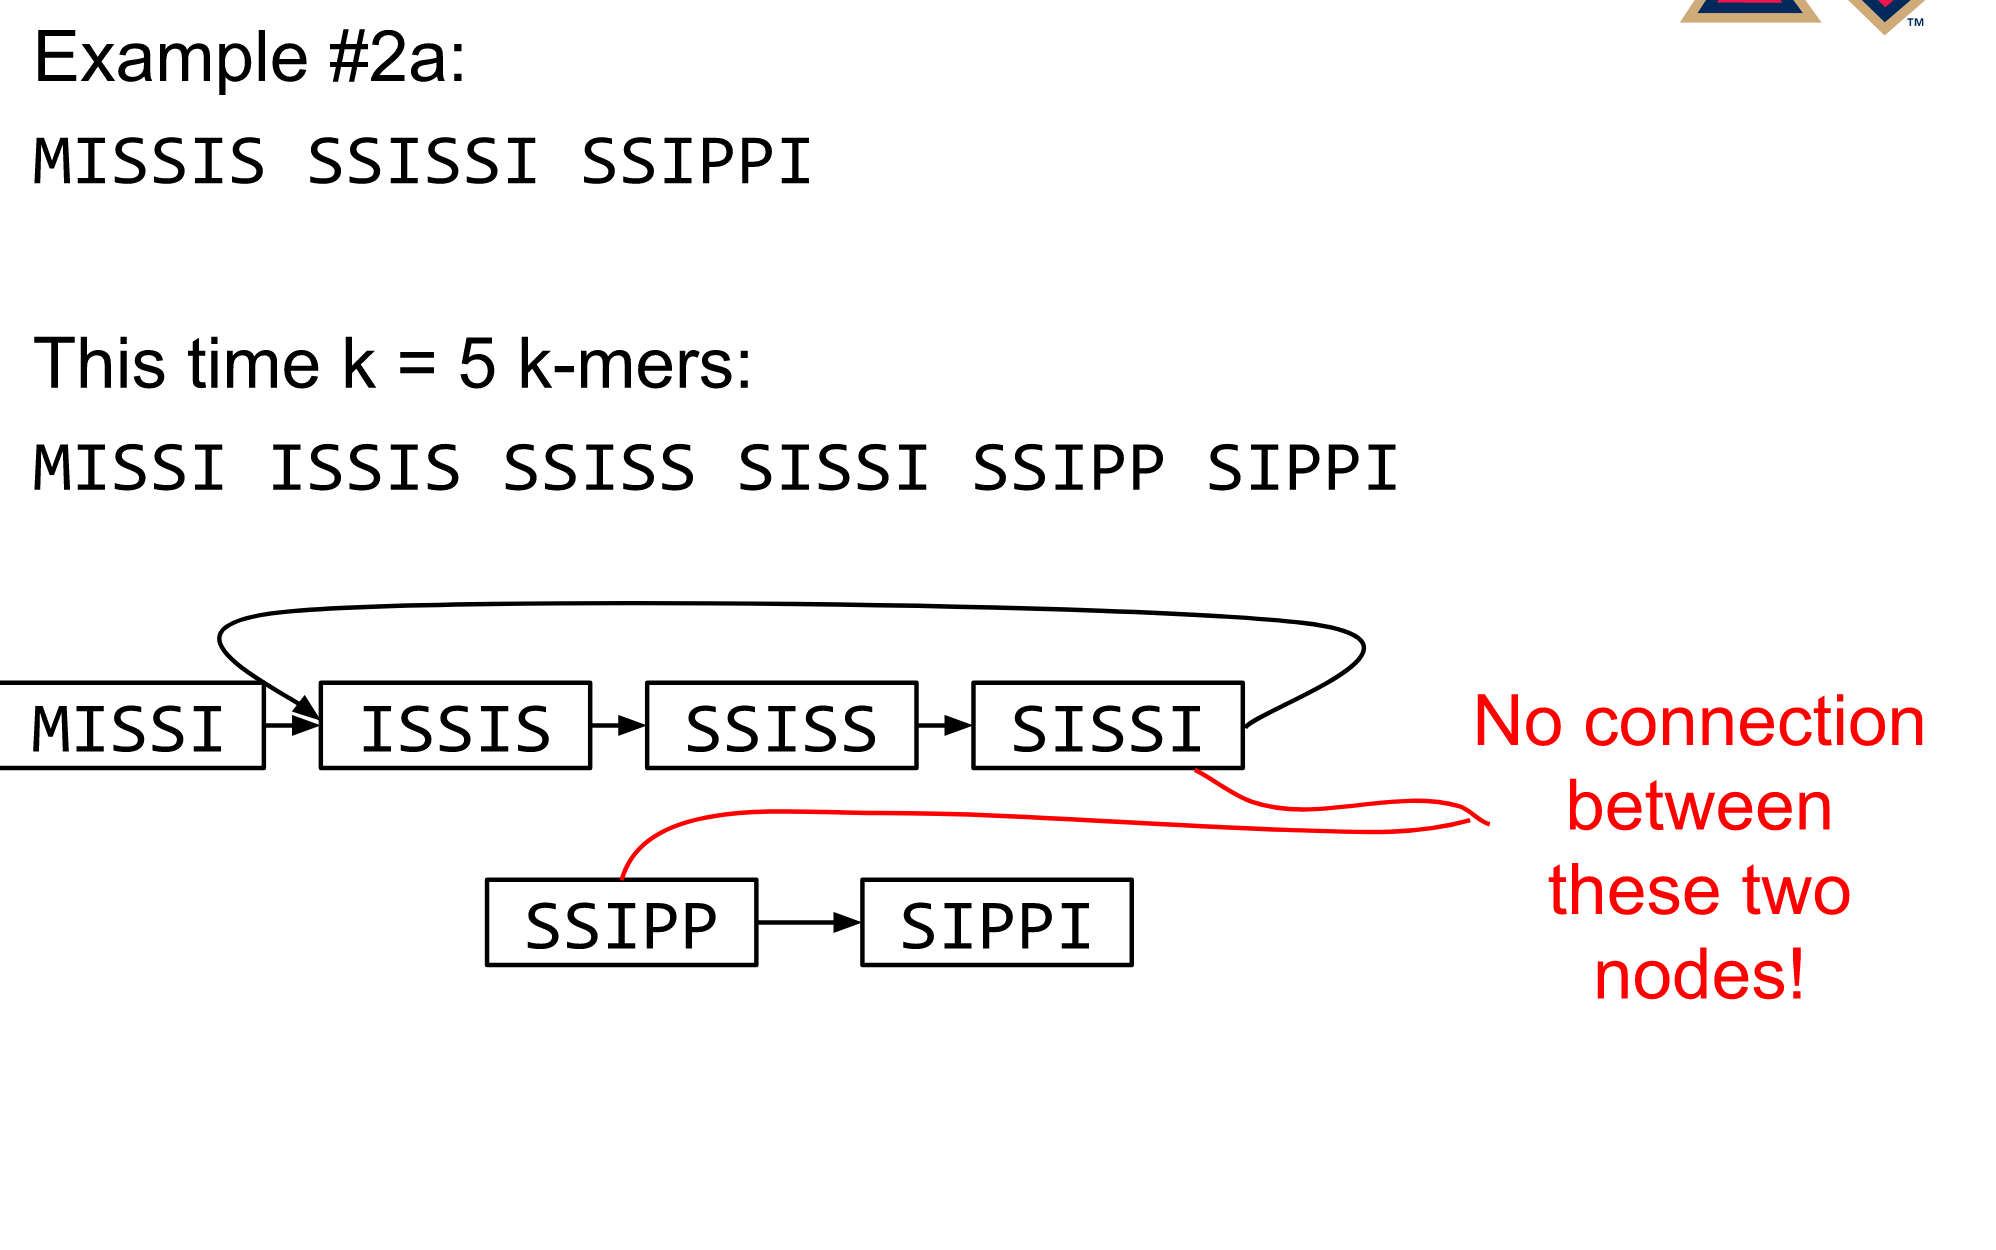 Example #2a:
MISSIS SSISSI SSIPPI
This time k = 5 k-mers:
MISSI ISSIS SSISS SISSI SSIPP SIPPI
MISSI ISSIS SSISS SISSI
SSIPP SIPPI
No connection
between
these two
nodes!
TM